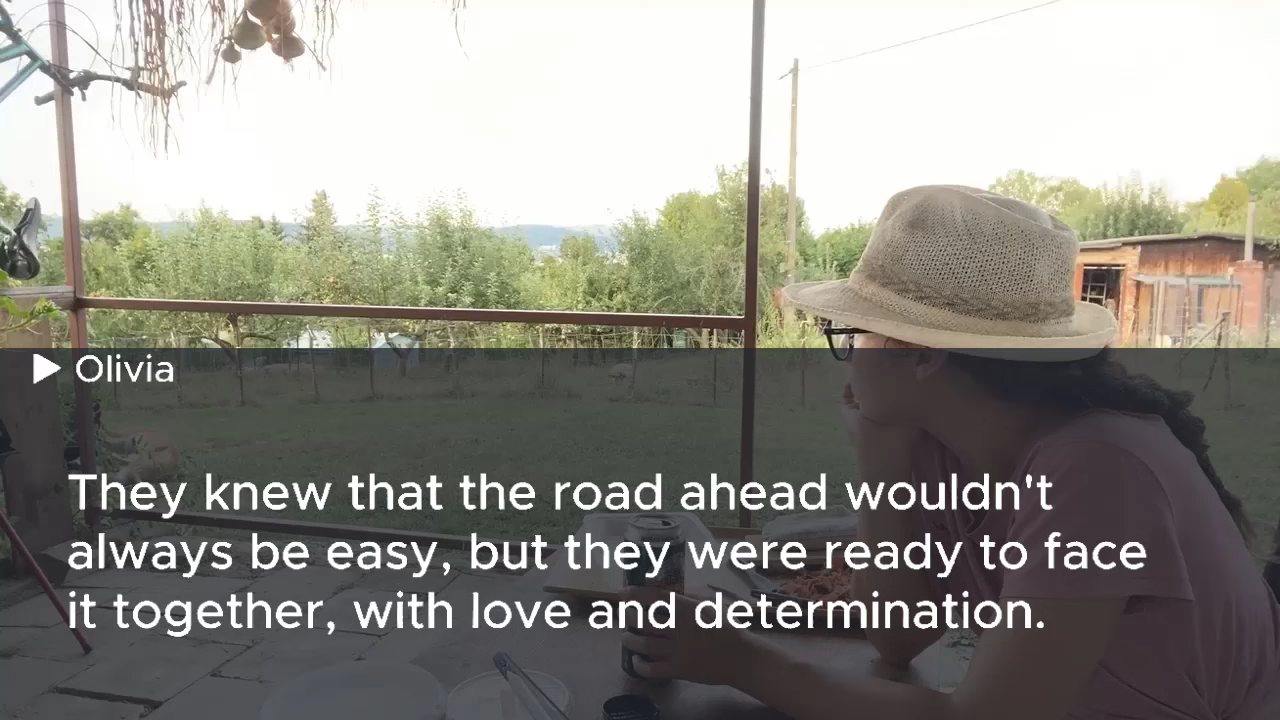 Olivia
They knew that the road ahead wouldn't
always be easy, but they were ready to face
it together, with love and determination.